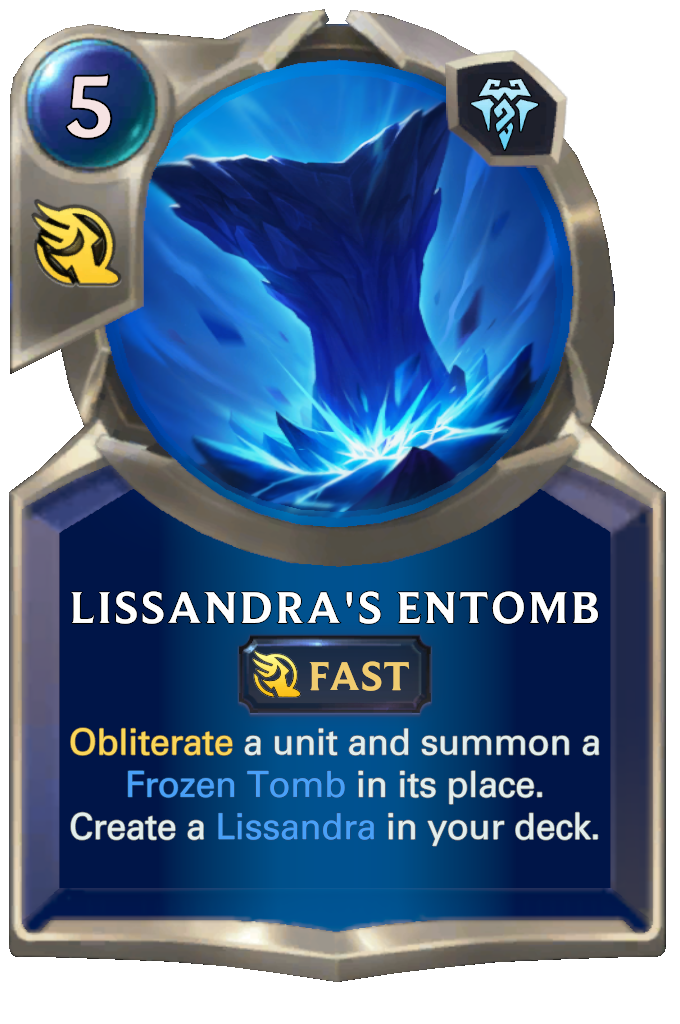 5
LISSANDRA'S ENTOMB
FAST
Obliterate a unit and summon a
Frozen Tomb in its place.
Create a Lissandra in your deck.